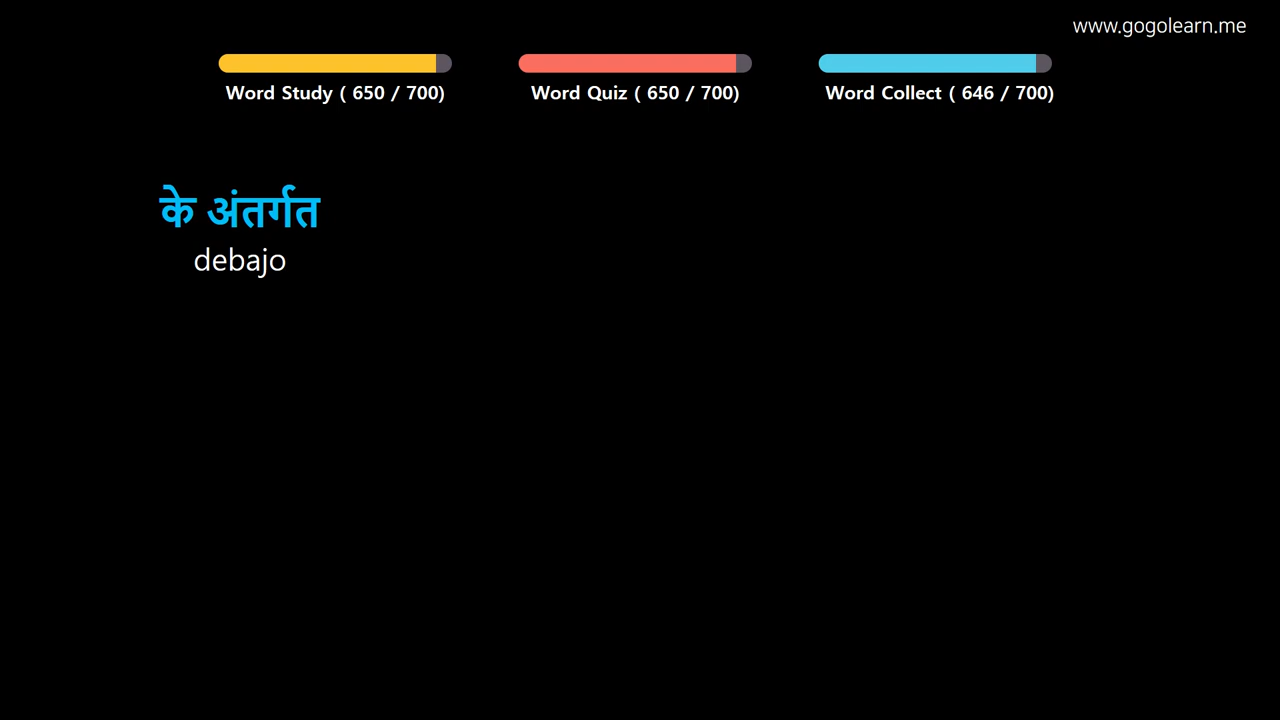 www.gogolearn.me
Word Study ( 650 / 700)
Word Quiz ( 650 / 700)
Word Collect ( 646 / 700)
के अंतर्गत
debajo